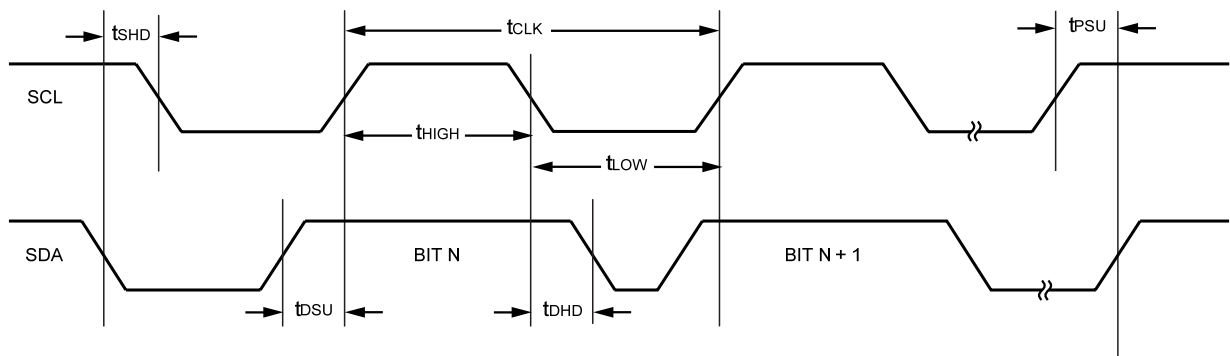 tSHD
tCLK
tPSU
SCL
tHIGH
tLOW
SDA
BIT N
BIT N + 1
tDSU
tDHD